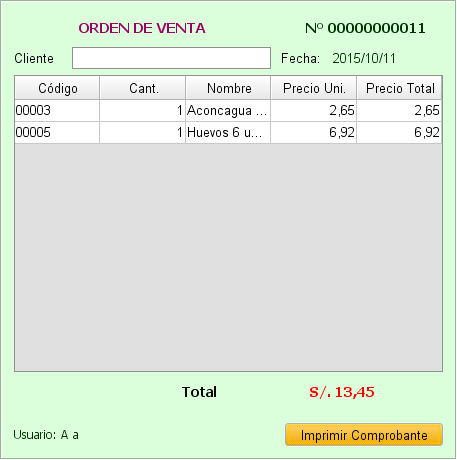 ORDEN DE VENTA Nº 00000000011
Cliente Fecha: 2015/10/11
Código Cant. Nombre Precio Uni. Precio Total
00003 1 Aconcagua ... 2,65 2,65
00005 1 Huevos 6 u... 6,92 6,92
Total S/. 13,45
Usuario: A a Imprimir Comprobante